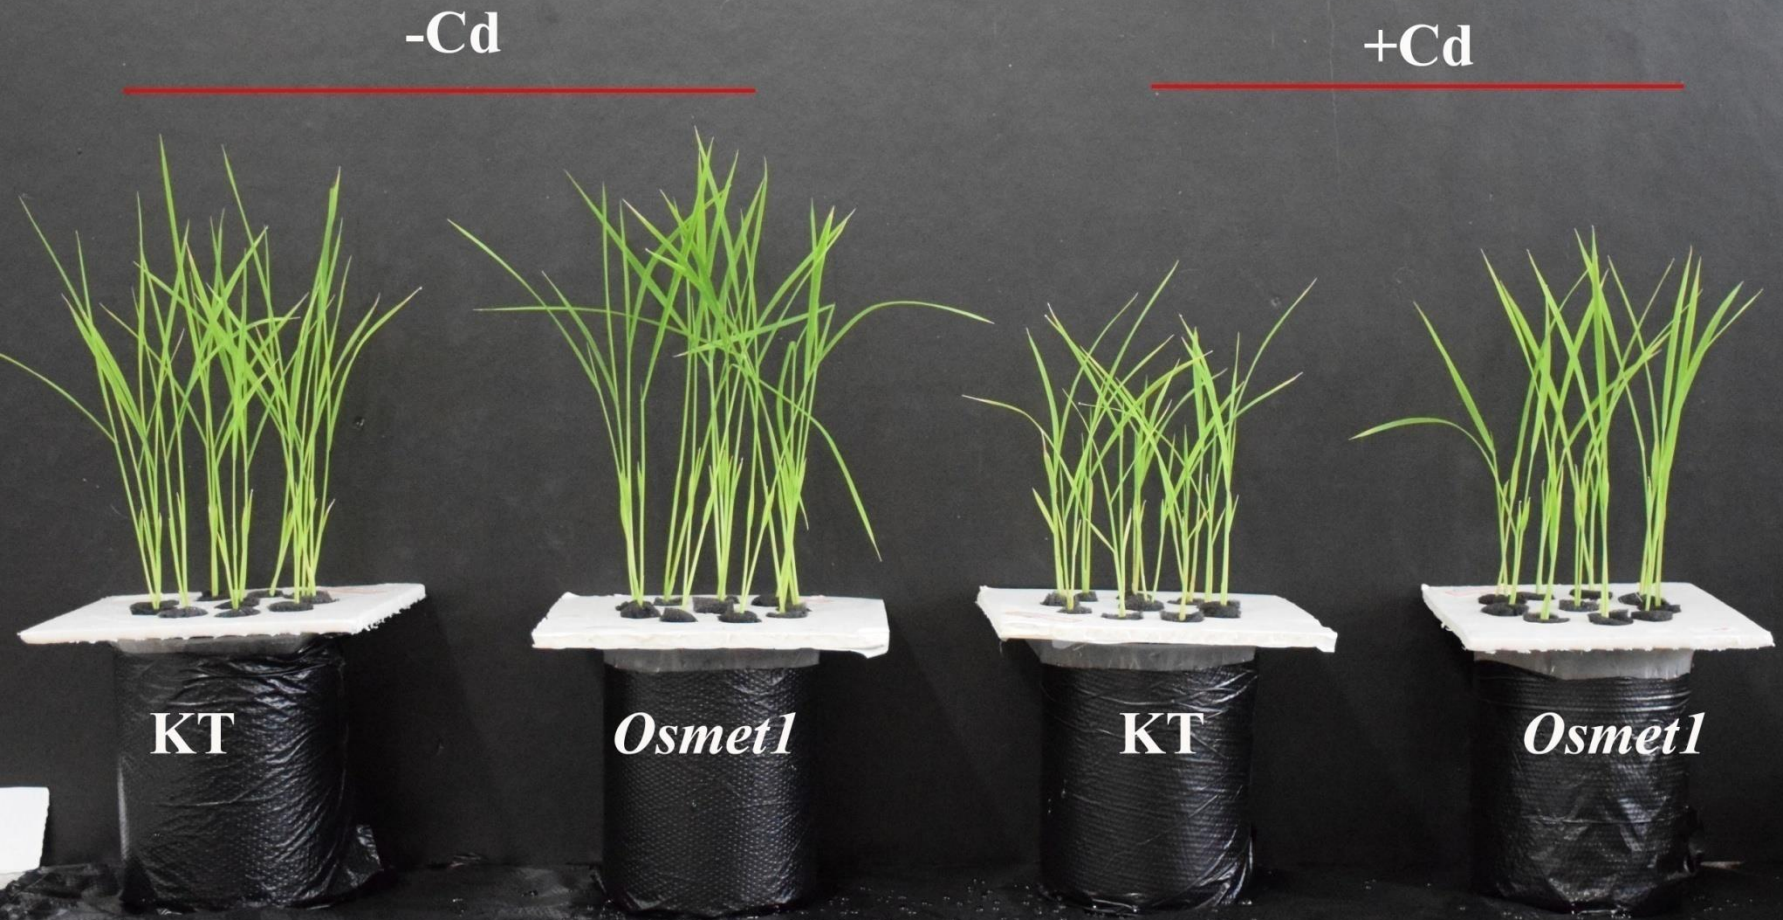 -Cd
+Cd
KT
Osmet1
KT
Osmet1